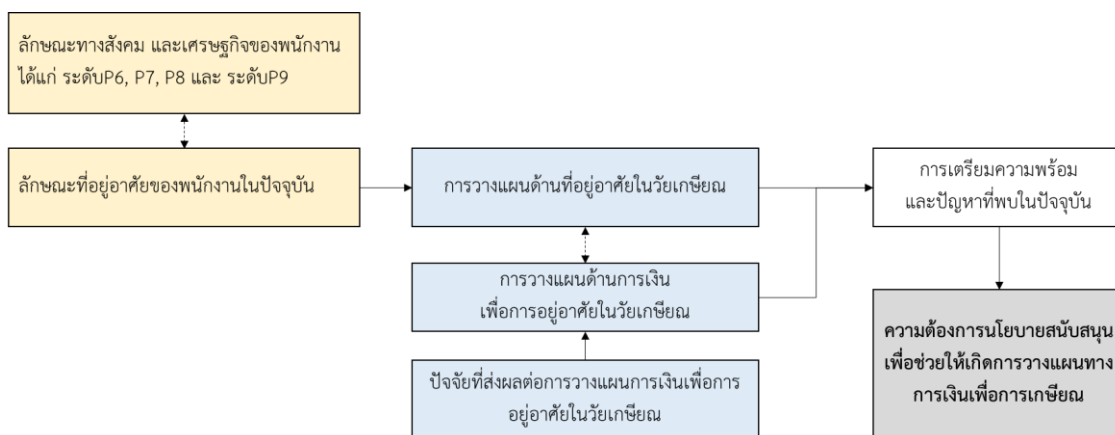 ลักษณะทางสังคม และเศรษฐกิจของพนักงาน
ได้แก่ ระดับP6, P7, P8 และ ระดับP9
ลักษณะที่อยู่อาศัยของพนักงานในปัจจุบัน
การวางแผนด้านที่อยู่อาศัยในวัยเกษียณ
การเตรียมความพร้อม
และปัญหาที่พบในปัจจุบัน
การวางแผนด้านการเงิน
เพื่อการอยู่อาศัยในวัยเกษียณ
ความต้องการนโยบายสนับสนุน
เพื่อช่วยให้เกิดการวางแผนทาง
การเงินเพื่อการเกษียณ
ปัจจัยที่ส่งผลต่อการวางแผนการเงินเพื่อการ
อยู่อาศัยในวัยเกษียณ